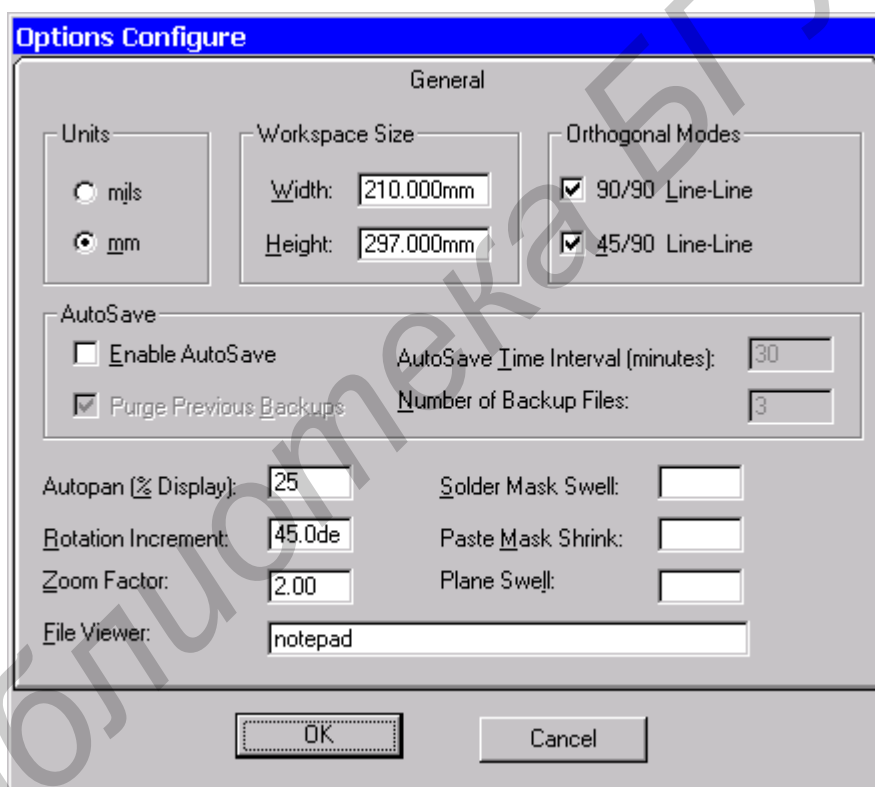 Options Configure
General
Units
mils
mm
Workspace Size
Width: 210.000mm
Height: 297.000mm
Orthogonal Modes
90/90 Line-Line
45/90 Line-Line
AutoSave
Enable AutoSave
Purge Previous Backups
AutoSave Time Interval (minutes): 30
Number of Backup Files: 3
Autopan (% Display): 25
Rotation Increment: 45.0de
Zoom Factor: 2.00
Solder Mask Swell:
Paste Mask Shrink:
Plane Swell:
File Viewer: notepad
OK
Cancel